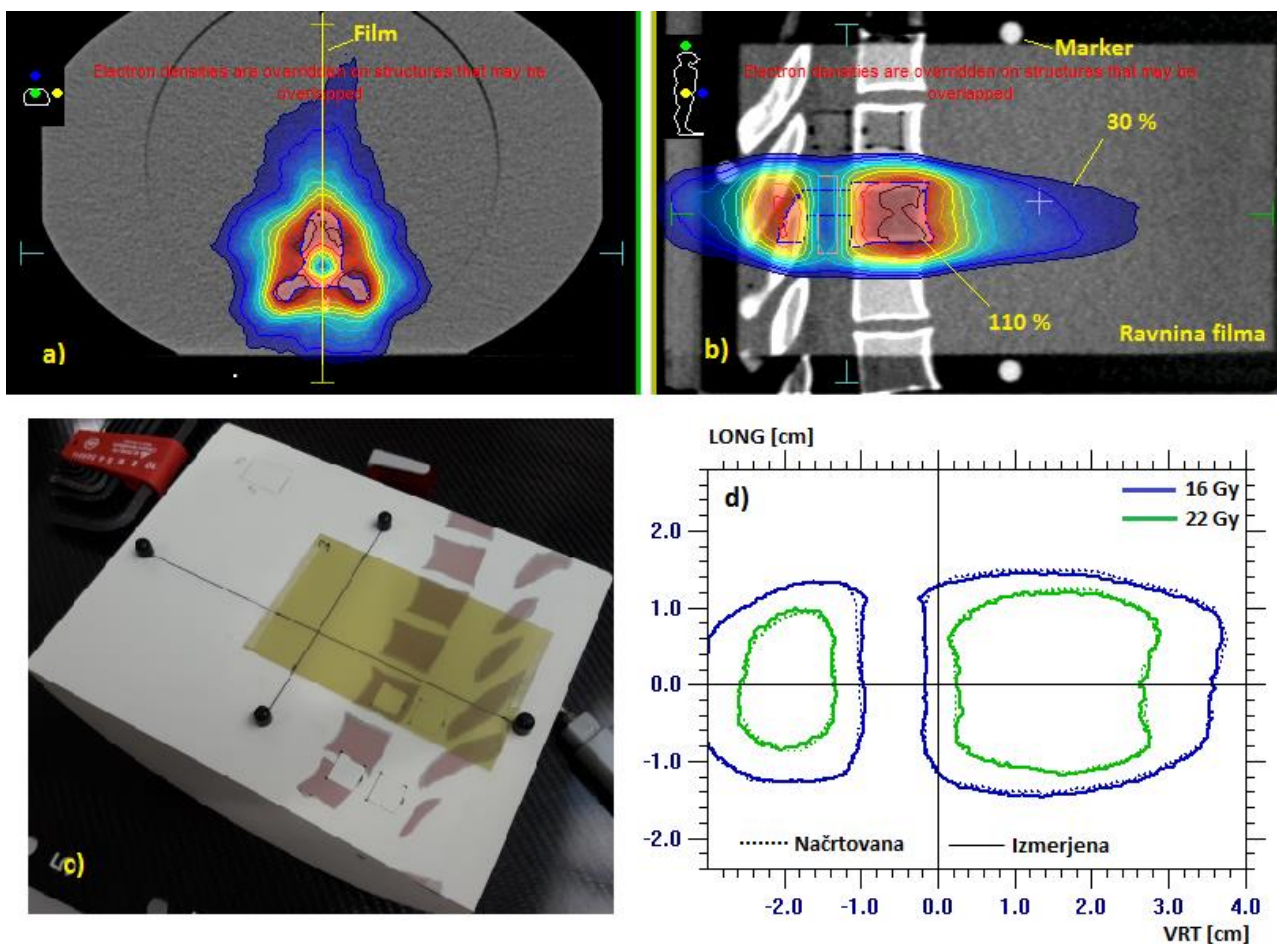 Film
Electron densities are overridden on structures that may be
overlapped
a)
Marker
Electron densities are overridden on structures that may be
overlapped
30 %
110 %
Ravnina filma
b)
c)
LONG [cm]
d)
16 Gy
22 Gy
2.0
1.0
0.0
-1.0
-2.0
Načrtovana
Izmerjena
-2.0 -1.0 0.0 1.0 2.0 3.0 4.0
VRT [cm]